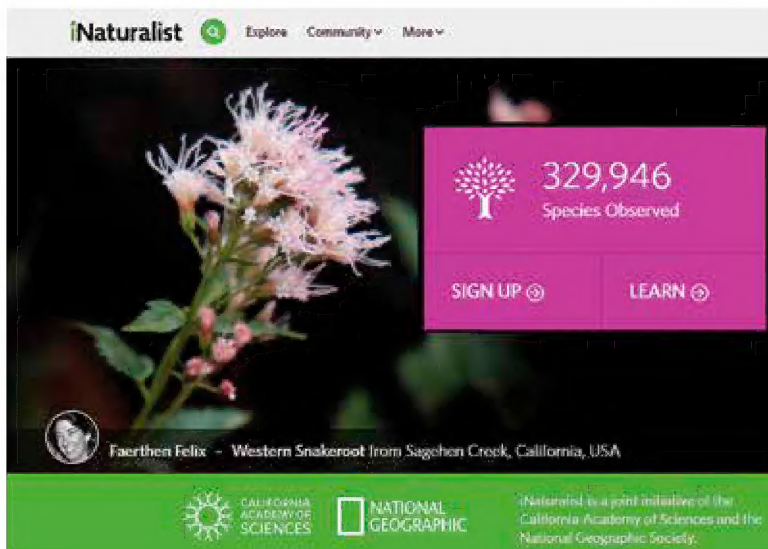 iNaturalist Explore Community More
329,946
Species Observed
SIGN UP
LEARN
Faerthen Felix - Western Snakeroot from Sagehen Creek, California, USA
CALIFORNIA
ACADEMY OF
SCIENCES
NATIONAL
GEOGRAPHIC
iNaturalist is a joint initiative of the
California Academy of Sciences and the
National Geographic Society.